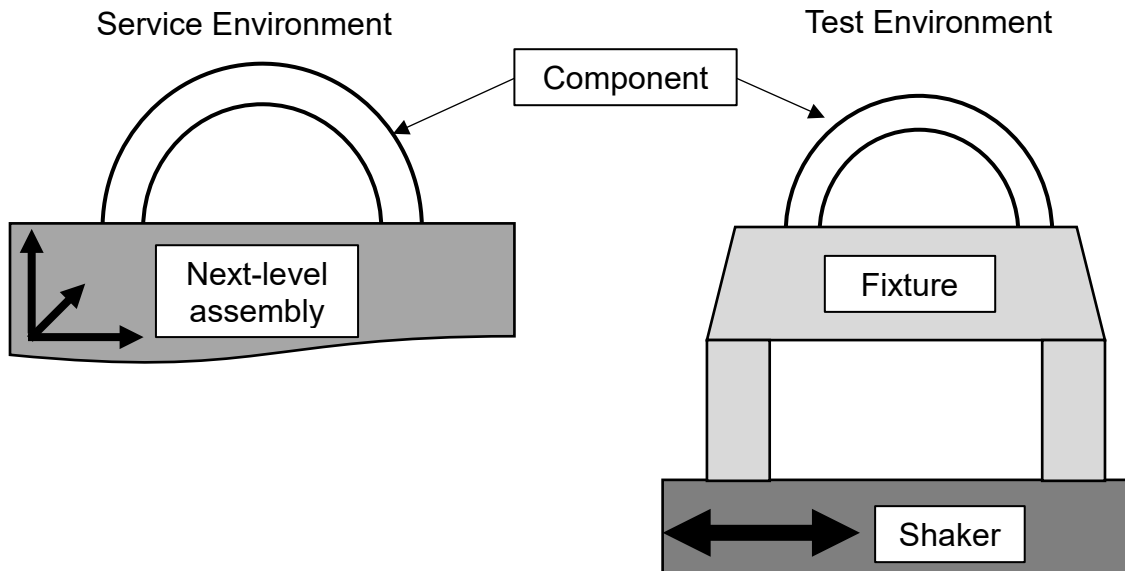 Service Environment
Test Environment
Component
Next-level
assembly
Fixture
Shaker